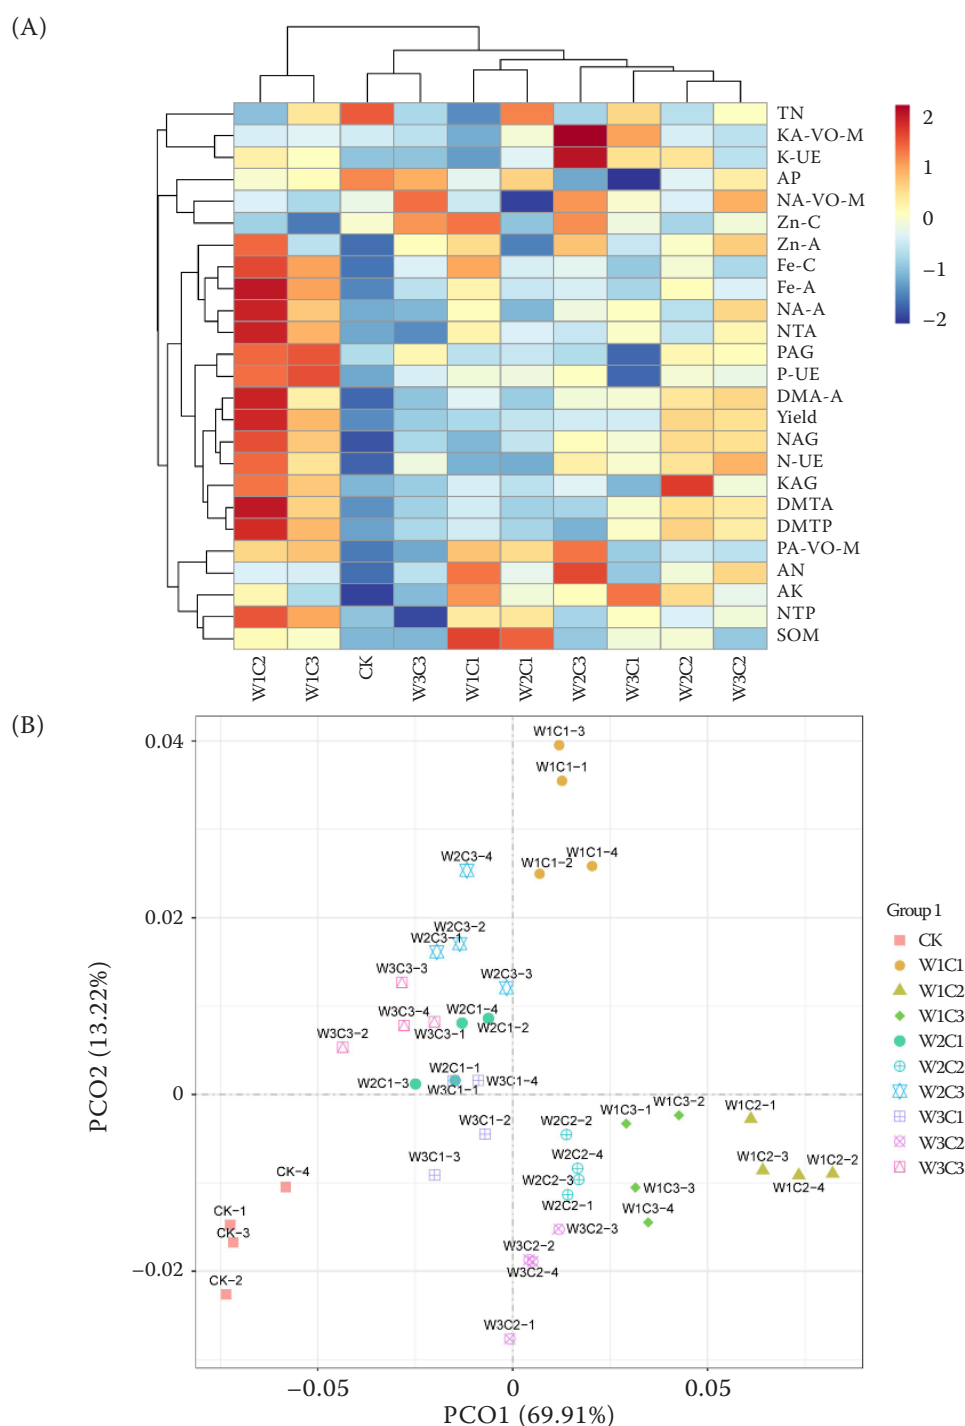 (A)
TN
KA-VO-M
K-UE
AP
NA-VO-M
Zn-C
Zn-A
Fe-C
Fe-A
NA-A
NTA
PAG
P-UE
DMA-A
Yield
NAG
N-UE
KAG
DMTA
DMTP
PA-VO-M
AN
AK
NTP
SOM
2
1
0
−1
−2
W1C2 W1C3 CK W3C3 W1C1 W2C1 W2C3 W3C1 W2C2 W3C2
(B)
PCO2 (13.22%)
0.04
0.02
0
−0.02
W1C1−3
W1C1−1
W1C1−2 W1C1−4
W2C3−4
W2C3−2
W2C3−1
W3C3−3 W2C3−3
W3C3−4 W2C1−4
W3C3−2 W3C3−1 W2C1−2
W2C1−1
W2C1−3 W3C1−1 W3C1−4
W3C1−2 W2C2−2 W1C3−1 W1C3−2 W1C2−1
W3C1−3 W2C2−4 W1C2−3 W1C2−2
W2C2−3 W1C3−3 W1C2−4
W2C2−1 W1C3−4
CK−4
CK−1
CK−3
CK−2
W3C2−3
W3C2−2
W3C2−4
W3C2−1
−0.05 0 0.05
PCO1 (69.91%)
Group 1
CK
W1C1
W1C2
W1C3
W2C1
W2C2
W2C3
W3C1
W3C2
W3C3